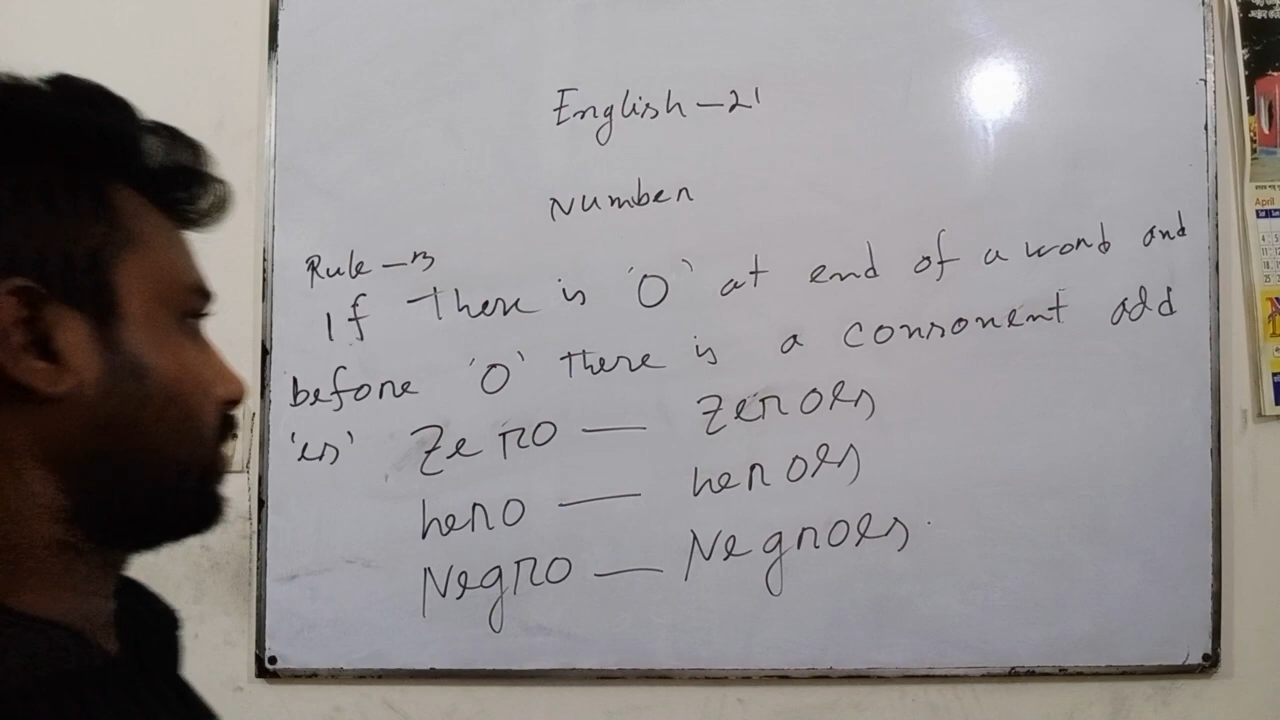 English - 21
Number
Rule - 3
If there is 'O' at end of a word and
before 'O' there is a consonent add
'es' Zero — Zeroes
hero — heroes
Negro — Negroes.
April